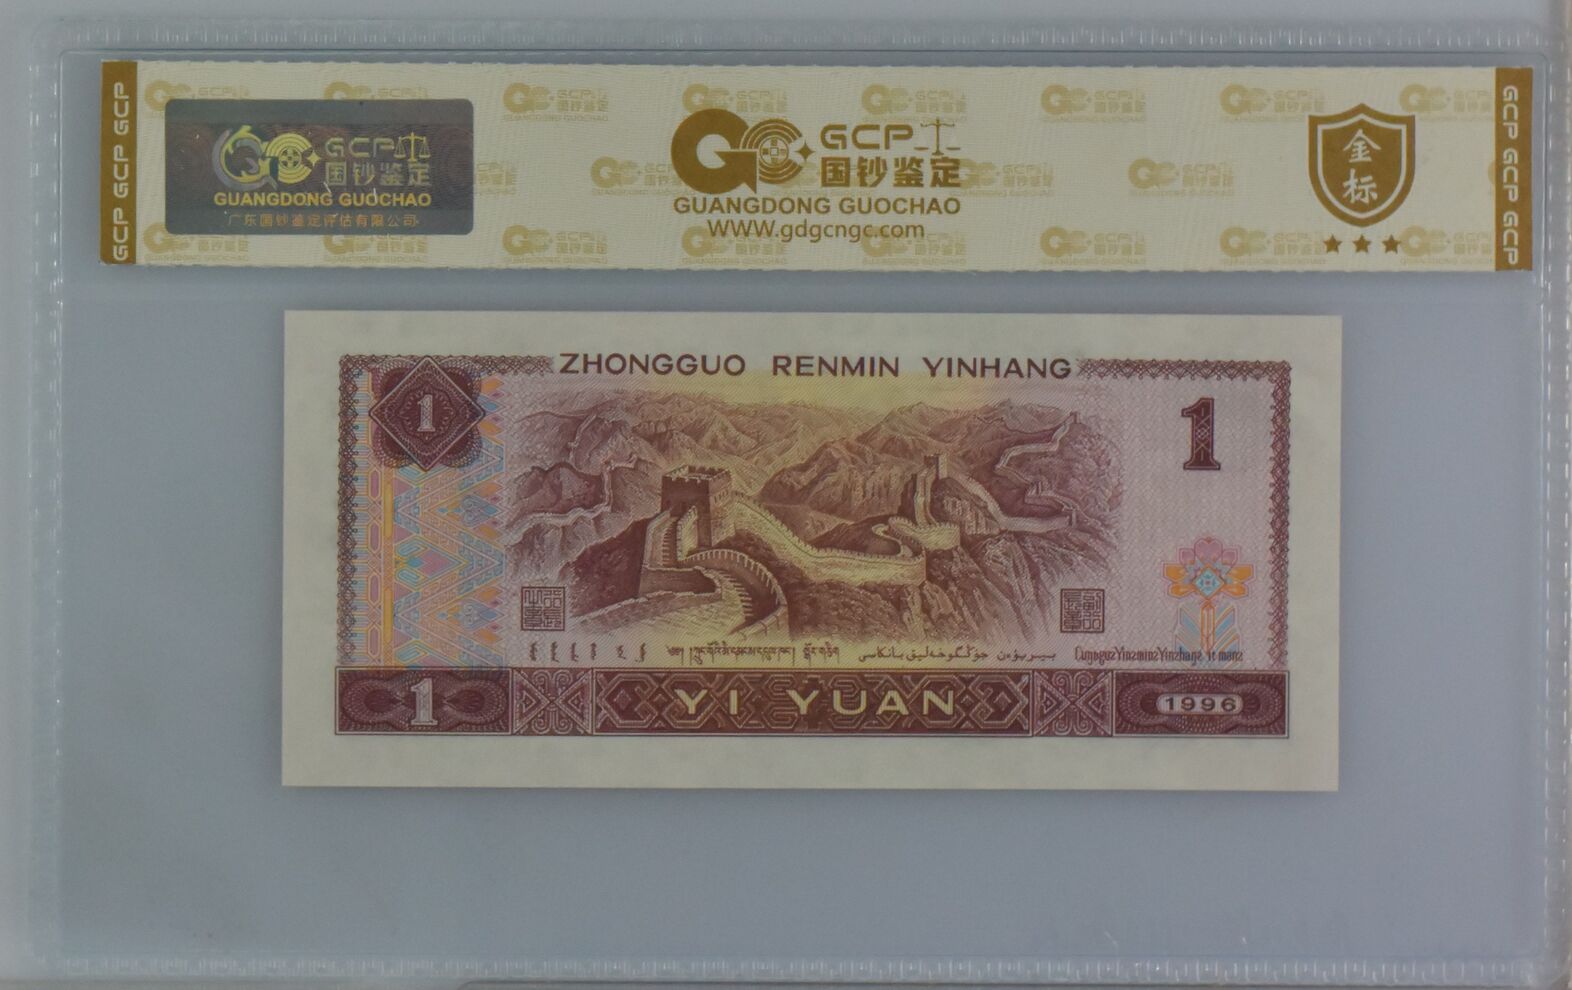 GCP GCP GCP
GCP
国钞鉴定
GUANGDONG GUOCHAO
广东国钞鉴定评估有限公司
GCP
国钞鉴定
GUANGDONG GUOCHAO
WWW.gdgcngc.com
金标
GCP GCP GCP
ZHONGGUO RENMIN YINHANG
1
1
YI YUAN
1
1996